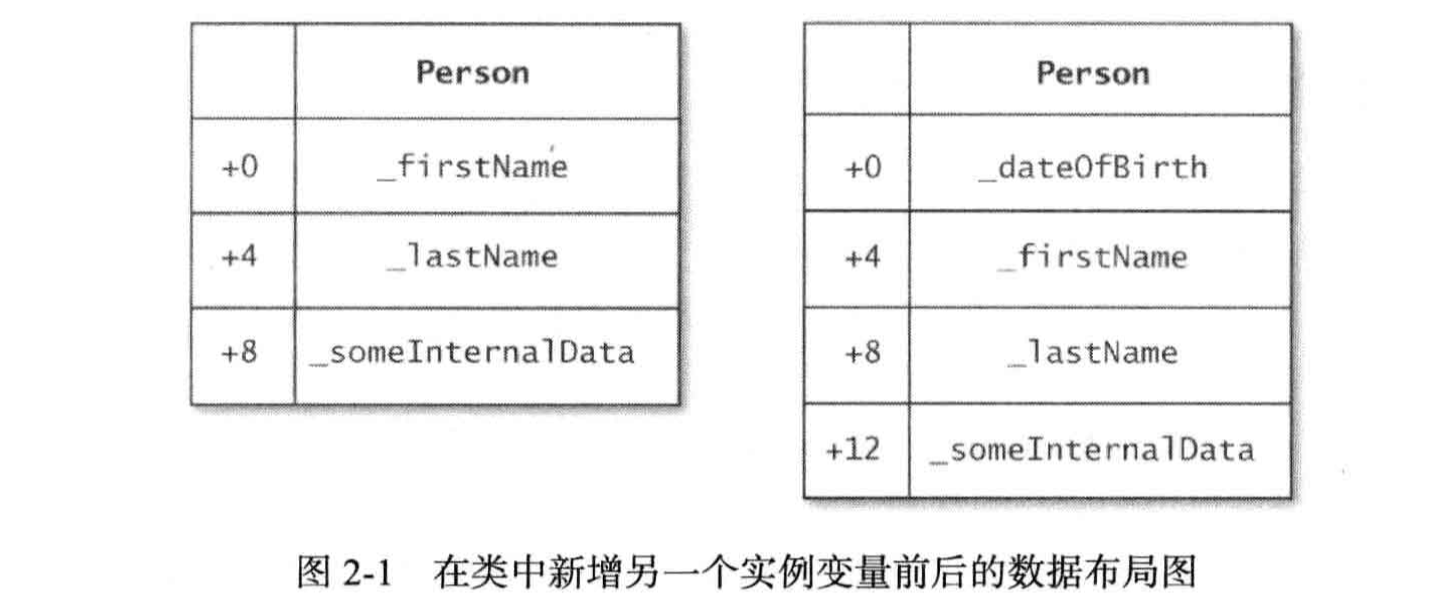 Person
+0 _firstName
+4 _lastName
+8 _someInternalData
Person
+0 _dateOfBirth
+4 _firstName
+8 _lastName
+12 _someInternalData
图 2-1 在类中新增另一个实例变量前后的数据布局图